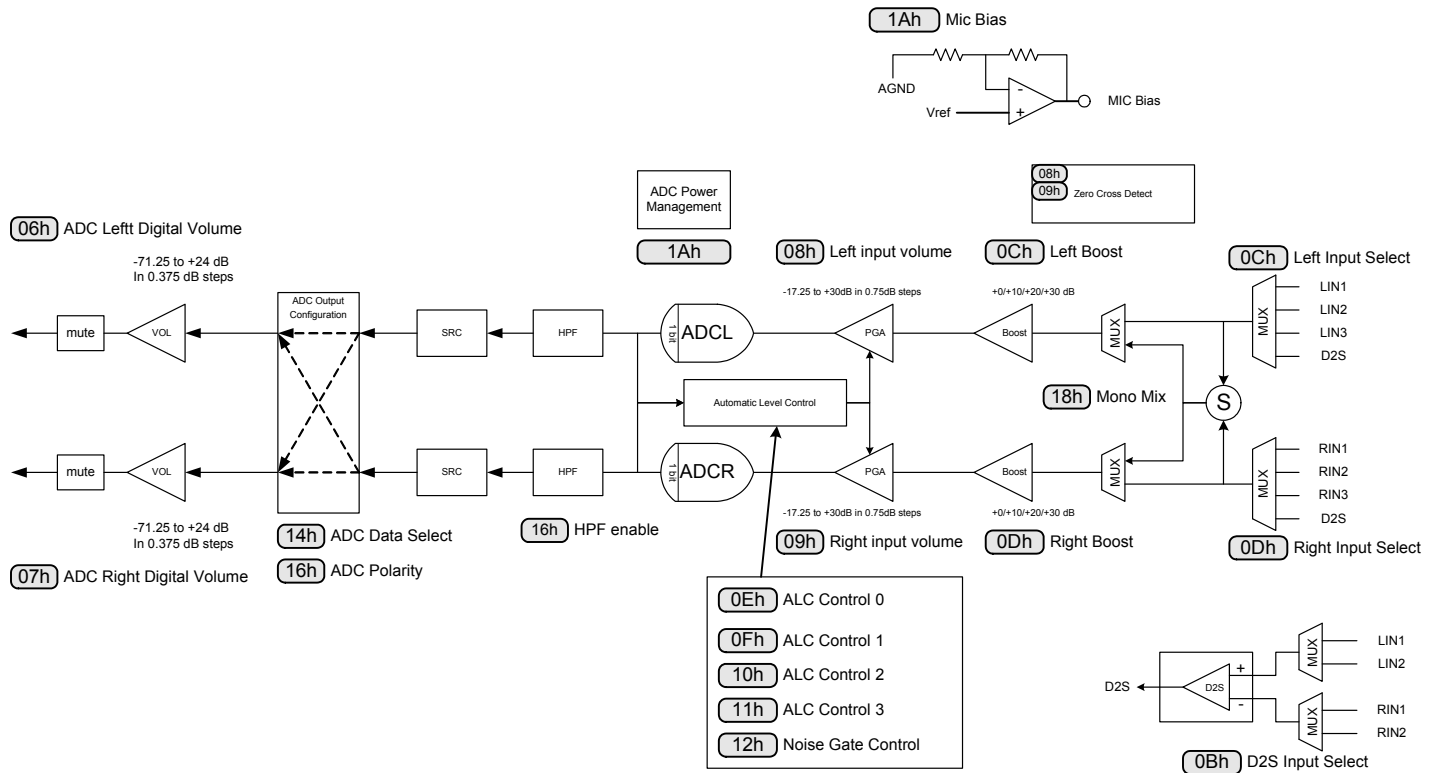 1Ah Mic Bias
AGND
Vref
-
+
MIC Bias
ADC Power
Management
1Ah
08h
09h Zero Cross Detect
06h ADC Leftt Digital Volume
-71.25 to +24 dB
In 0.375 dB steps
08h Left input volume
-17.25 to +30dB in 0.75dB steps
0Ch Left Boost
+0/+10/+20/+30 dB
0Ch Left Input Select
LIN1
LIN2
LIN3
D2S
MUX
mute
VOL
ADC Output
Configuration
SRC
HPF
1 bit
ADCL
PGA
Boost
MUX
Automatic Level Control
18h Mono Mix
S
mute
VOL
SRC
HPF
1 bit
ADCR
PGA
Boost
MUX
MUX
RIN1
RIN2
RIN3
D2S
-71.25 to +24 dB
In 0.375 dB steps
07h ADC Right Digital Volume
14h ADC Data Select
16h ADC Polarity
16h HPF enable
-17.25 to +30dB in 0.75dB steps
09h Right input volume
+0/+10/+20/+30 dB
0Dh Right Boost
0Dh Right Input Select
0Eh ALC Control 0
0Fh ALC Control 1
10h ALC Control 2
11h ALC Control 3
12h Noise Gate Control
D2S
D2S
+
-
MUX
LIN1
LIN2
MUX
RIN1
RIN2
0Bh D2S Input Select